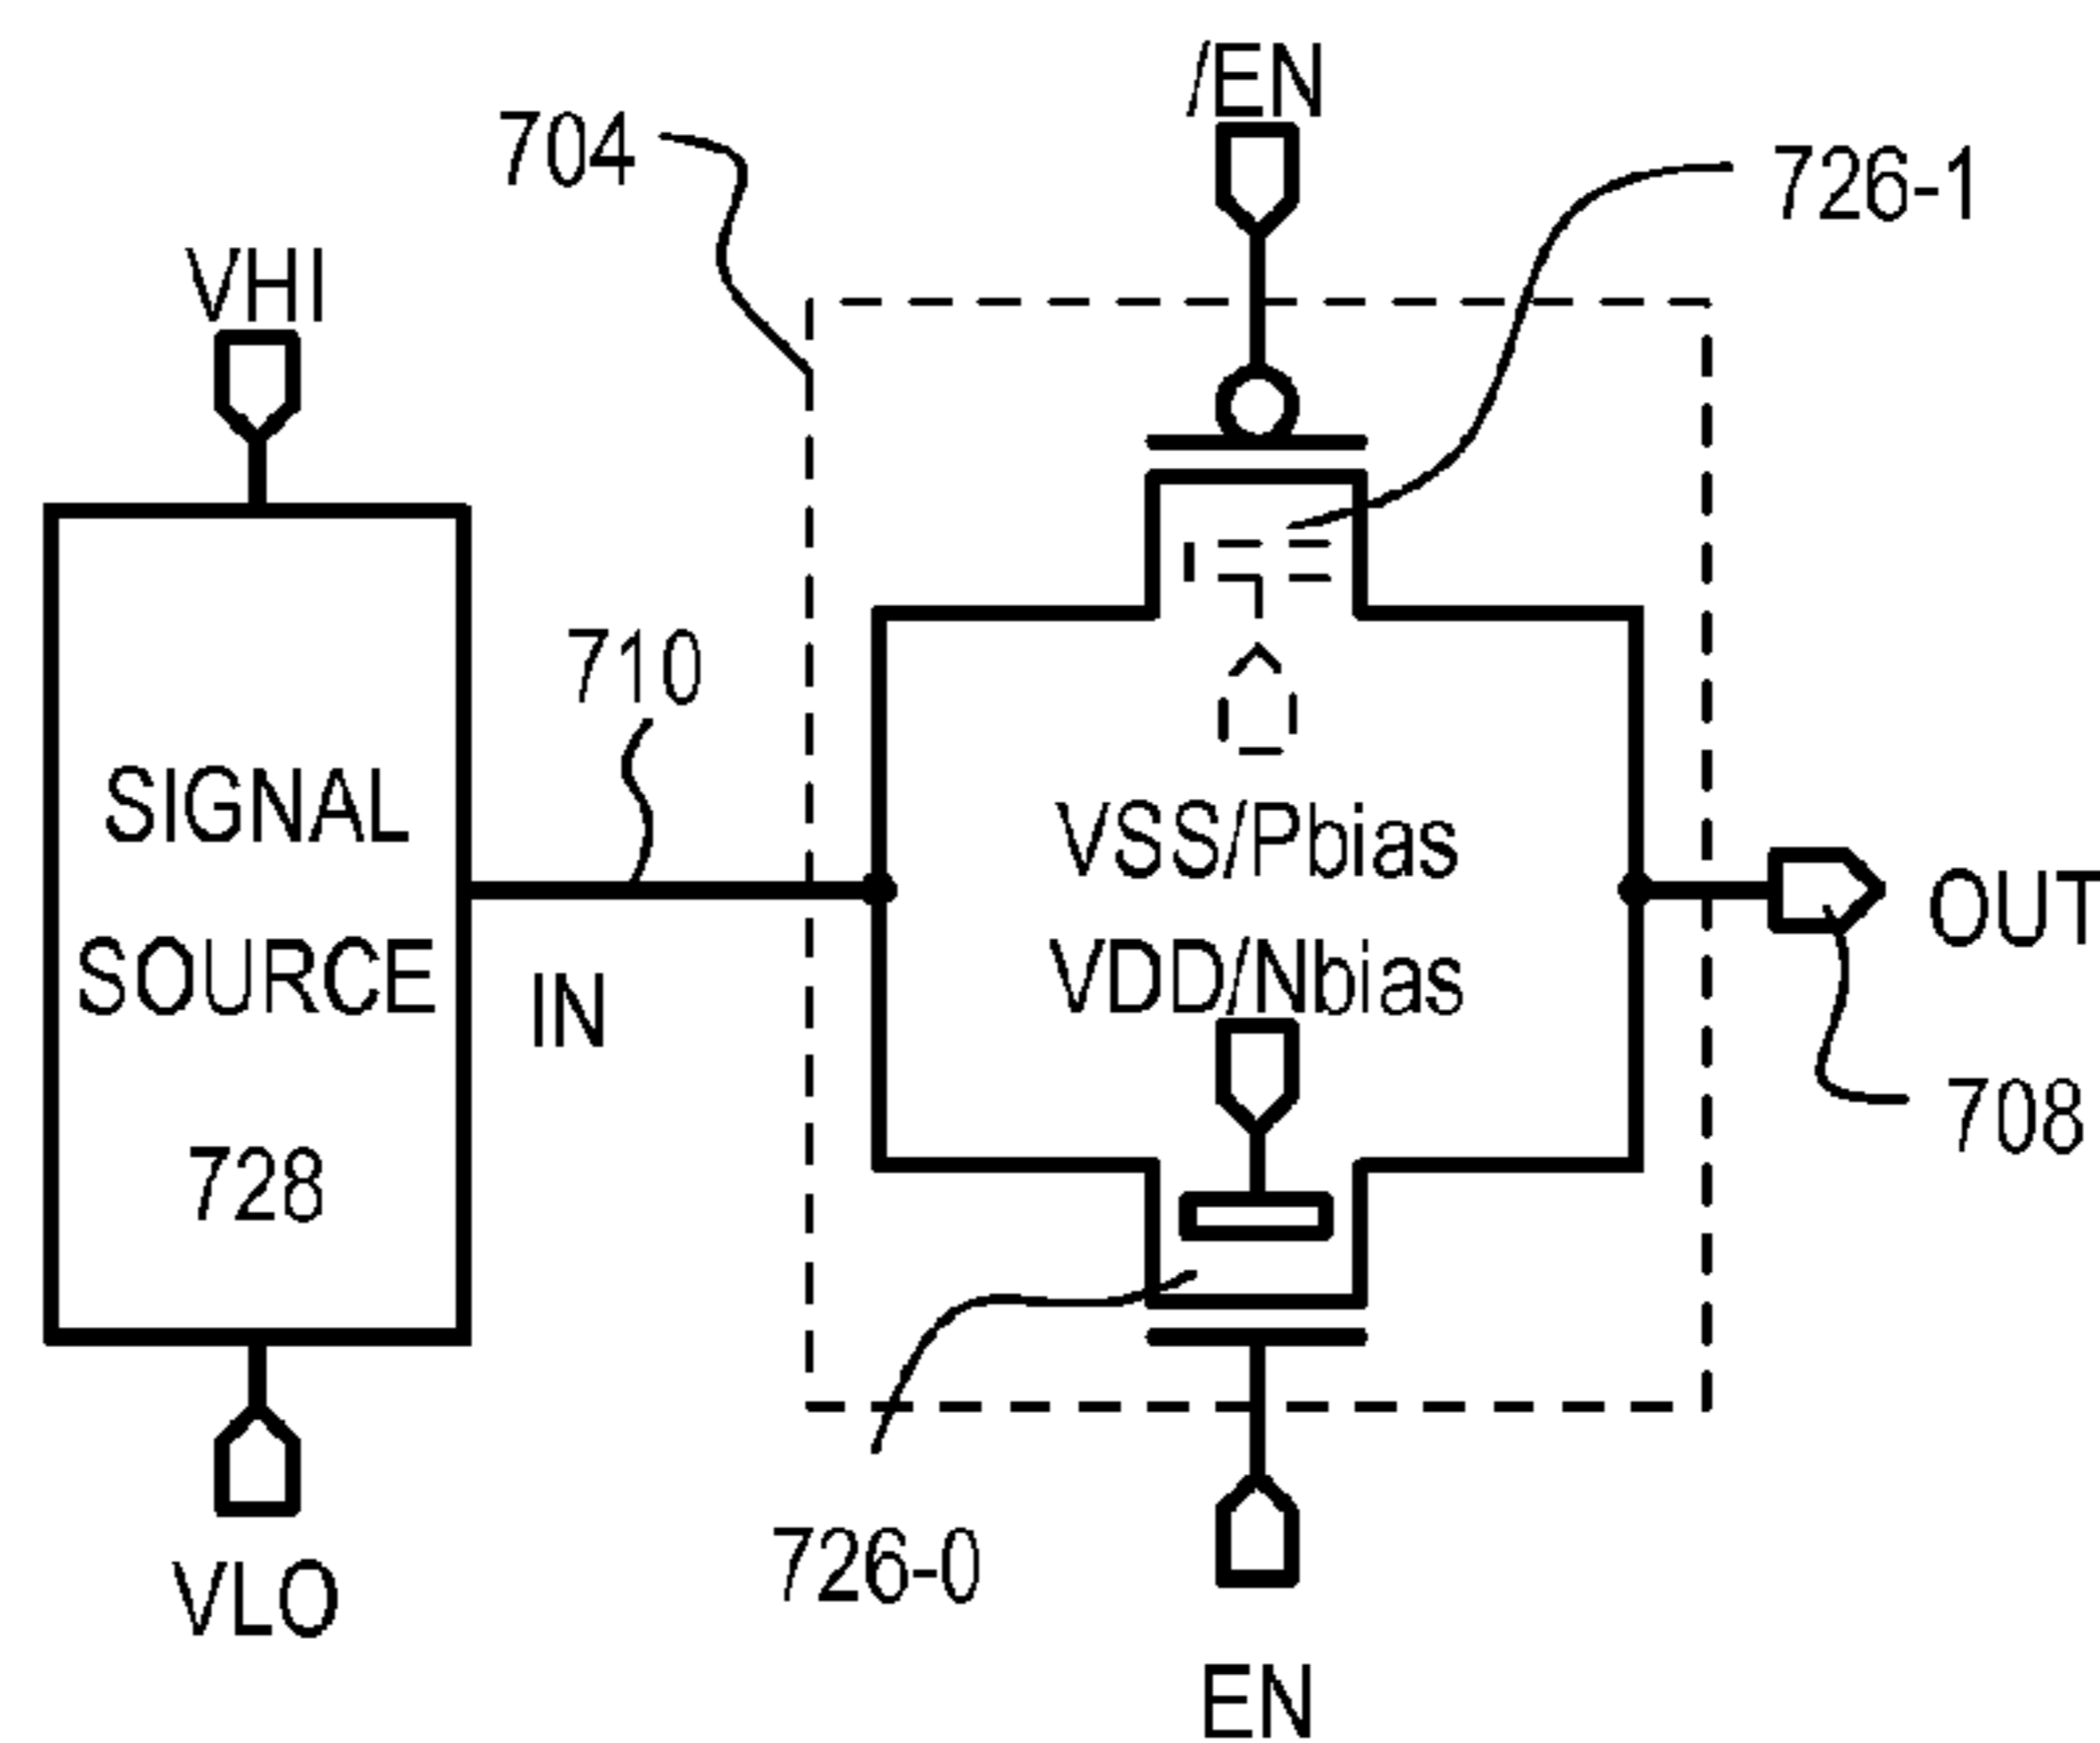 /EN
704
726-1
VHI
710
SIGNAL
SOURCE
728
VSS/Pbias
VDD/Nbias
OUT
IN
708
726-0
VLO
EN